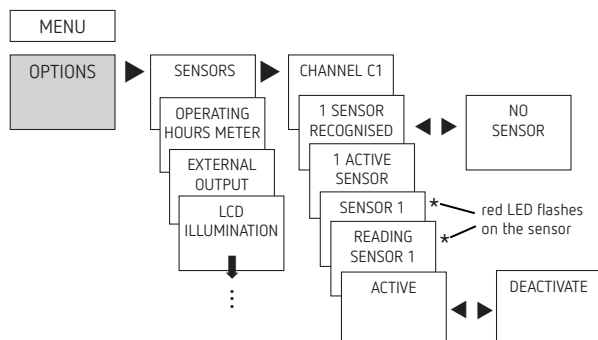 MENU
OPTIONS
SENSORS
OPERATING
HOURS METER
EXTERNAL
OUTPUT
LCD
ILLUMINATION
CHANNEL C1
1 SENSOR
RECOGNISED
NO
SENSOR
1 ACTIVE
SENSOR
SENSOR 1 *
READING
SENSOR 1 *
red LED flashes
on the sensor
ACTIVE
DEACTIVATE